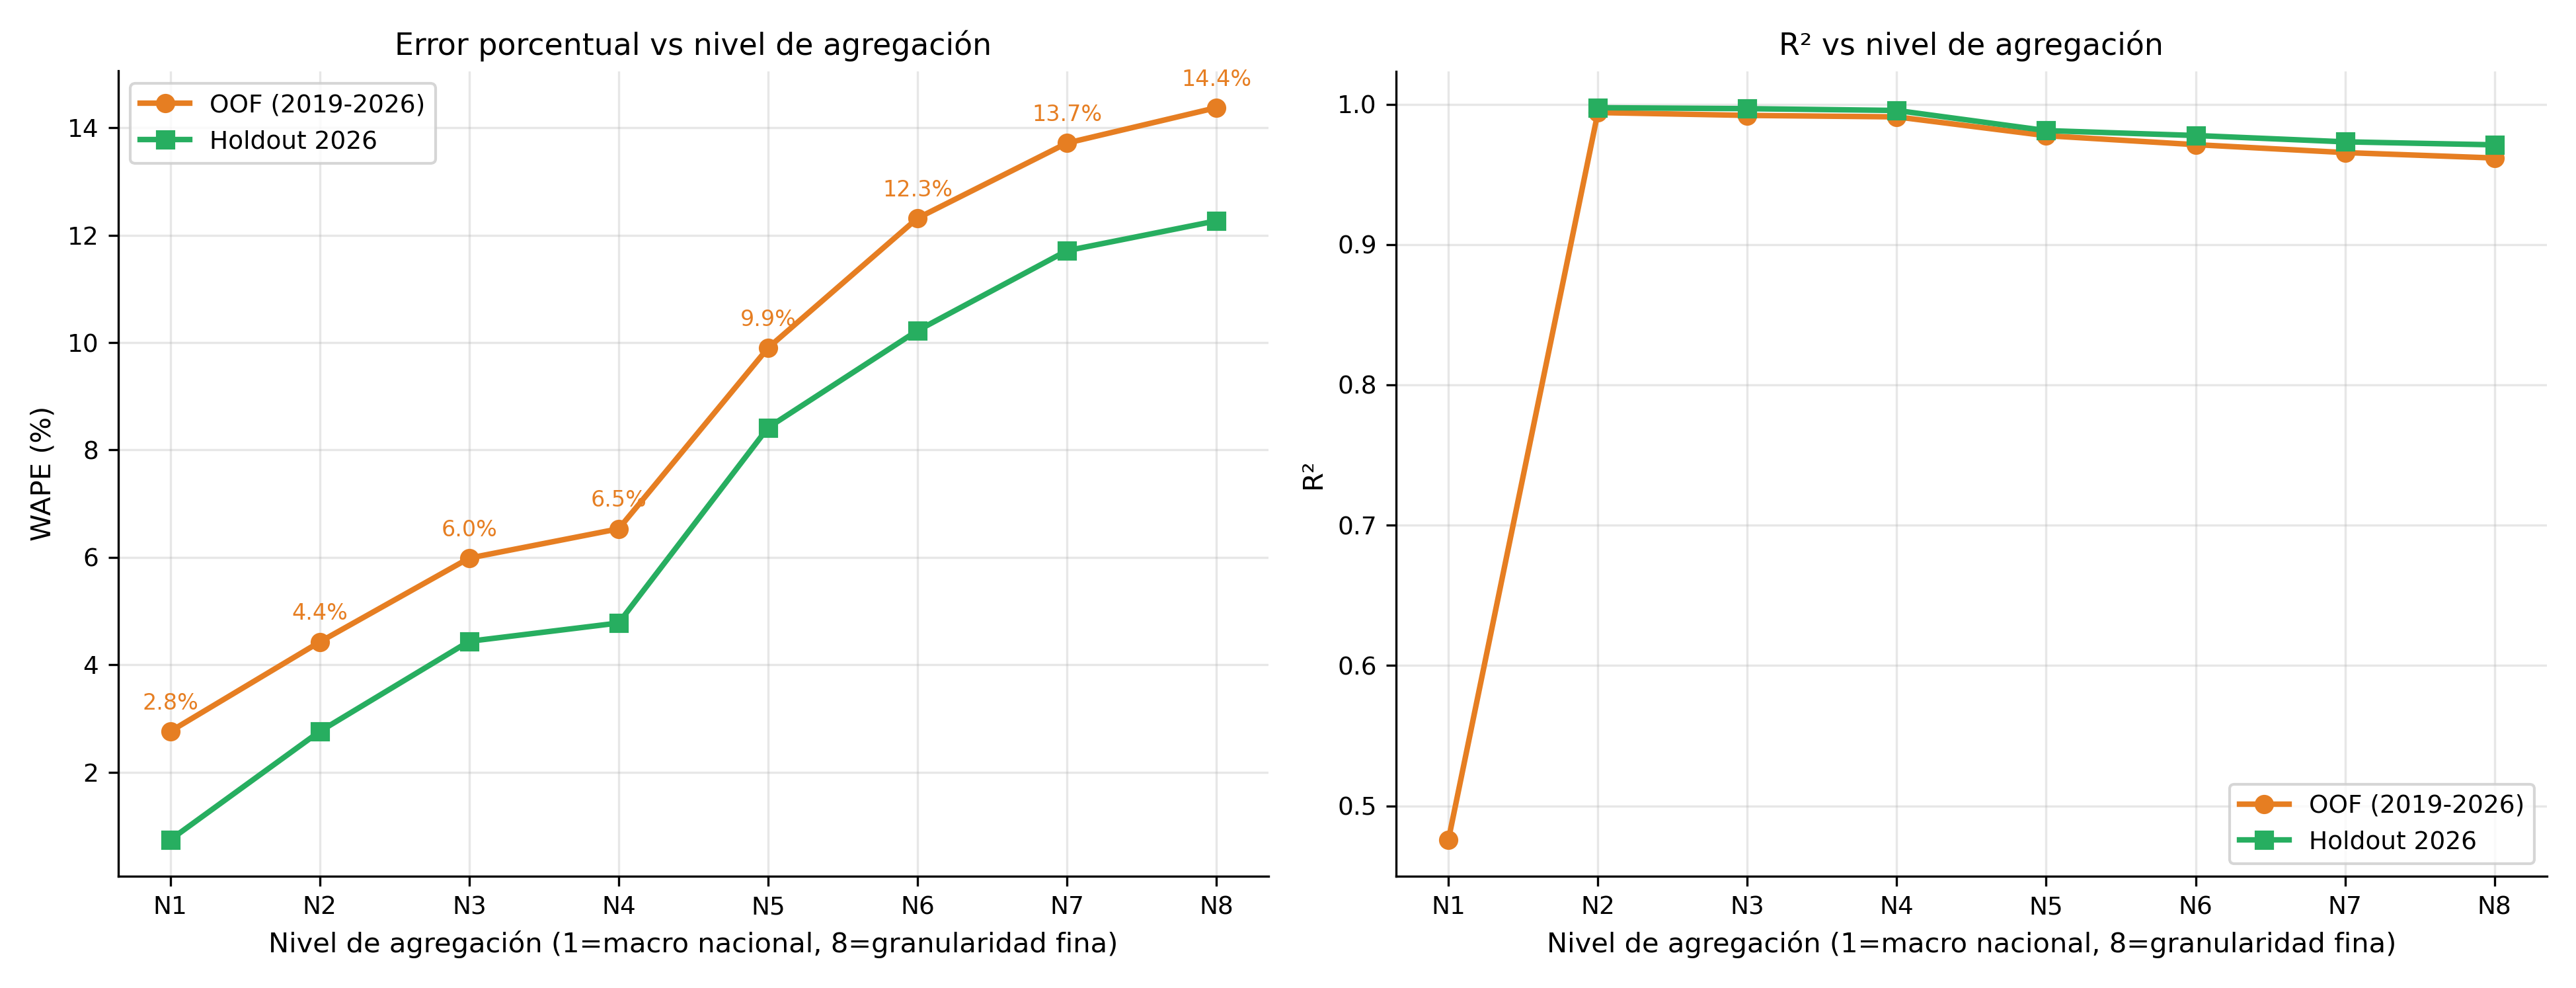 Error porcentual vs nivel de agregación
OOF (2019-2026)
Holdout 2026
WAPE (%)
14
12
10
8
6
4
2
2.8%
4.4%
6.0%
6.5%
9.9%
12.3%
13.7%
14.4%
N1 N2 N3 N4 N5 N6 N7 N8
Nivel de agregación (1=macro nacional, 8=granularidad fina)
R² vs nivel de agregación
R²
1.0
0.9
0.8
0.7
0.6
0.5
OOF (2019-2026)
Holdout 2026
N1 N2 N3 N4 N5 N6 N7 N8
Nivel de agregación (1=macro nacional, 8=granularidad fina)